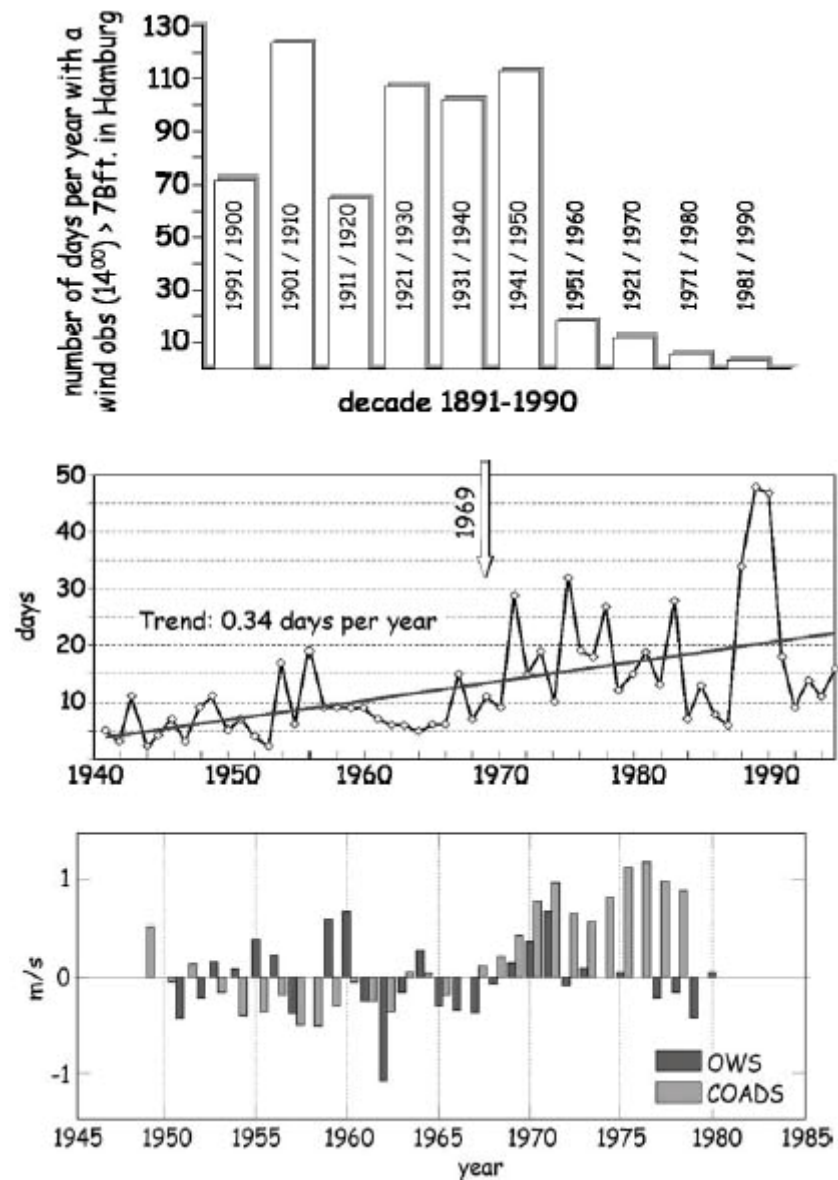 number of days per year with a
wind obs (14⁰⁰) > 7Bft. in Hamburg
130
110
90
70
50
30
10
1991 / 1900
1901 / 1910
1911 / 1920
1921 / 1930
1931 / 1940
1941 / 1950
1951 / 1960
1921 / 1970
1971 / 1980
1981 / 1990
decade 1891-1990
50
40
30
20
10
days
1969
Trend: 0.34 days per year
1940 1950 1960 1970 1980 1990
1
0
-1
m/s
OWS
COADS
1945 1950 1955 1960 1965 1970 1975 1980 1985
year